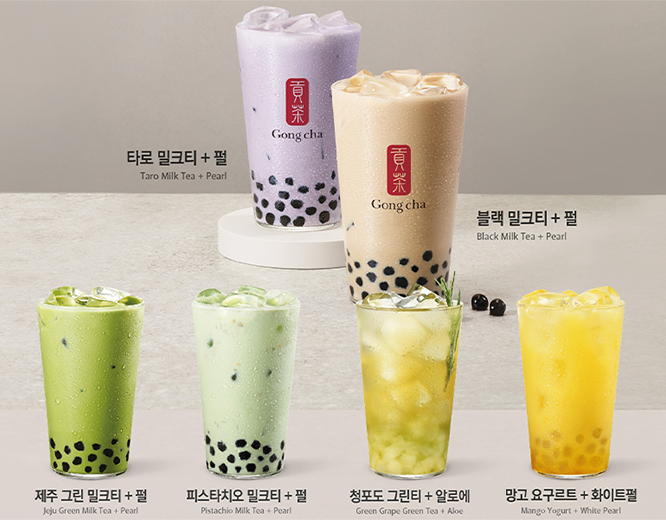 貢茶
Gong cha
타로 밀크티 + 펄
Taro Milk Tea + Pearl
貢茶
Gong cha
블랙 밀크티 + 펄
Black Milk Tea + Pearl
제주 그린 밀크티 + 펄
Jeju Green Milk Tea + Pearl
피스타치오 밀크티 + 펄
Pistachio Milk Tea + Pearl
청포도 그린티 + 알로에
Green Grape Green Tea + Aloe
망고 요구르트 + 화이트펄
Mango Yogurt + White Pearl